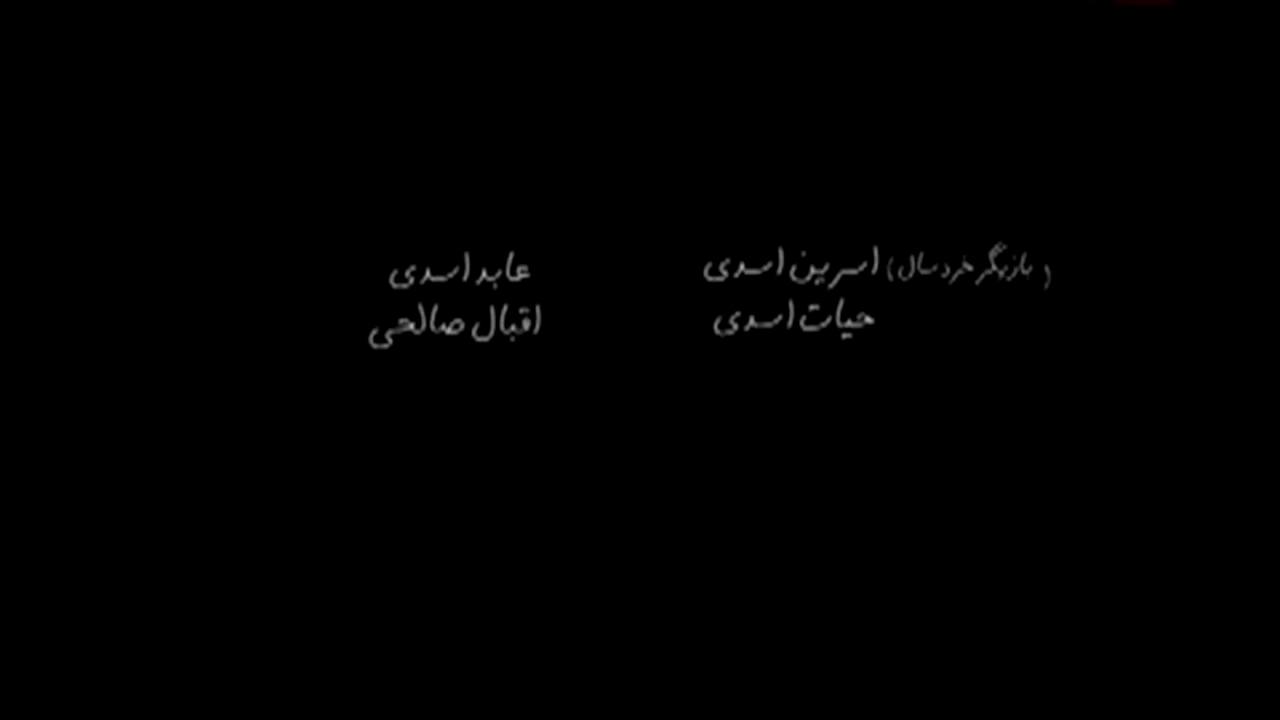 (بازیگر خردسال) اسرین اسدی
عابد اسدی
حیات اسدی
اقبال صالحی